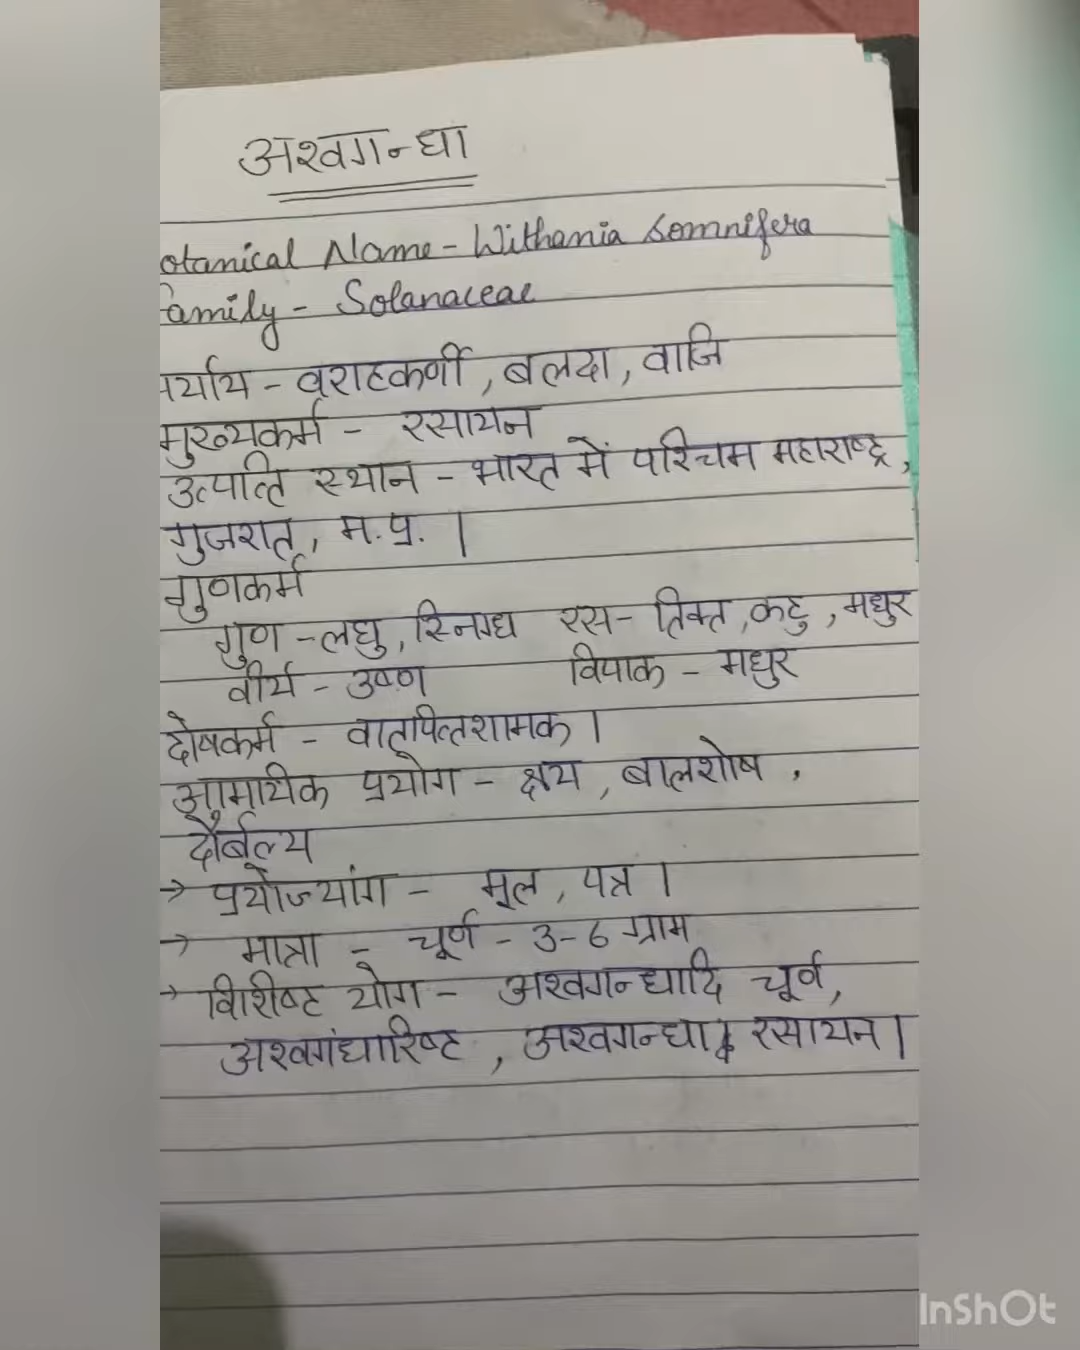 अश्वगन्धा
otanical Name - Withania somnifera
Family - Solanaceae
र्याय - वराहकर्णी, बलदा, वाजि
मुख्यकर्म - रसायन
उत्पत्ति स्थान - भारत में पश्चिम महाराष्ट्र,
गुजरात, म.प्र. ।
गुणकर्म
गुण - लघु, स्निग्ध रस - तिक्त, कटु, मधुर
वीर्य - उष्ण विपाक - मधुर
दोषकर्म - वातपित्तशामक ।
आमायिक प्रयोग - क्षय, बालशोष,
दौर्बल्य
→ प्रयोज्यांग - मूल, पत्र ।
→ मात्रा - चूर्ण - 3-6 ग्राम
→ विशिष्ट योग - अश्वगन्धादि चूर्व,
अश्वगंधारिष्ट, अश्वगन्धा रसायन ।
InShOt